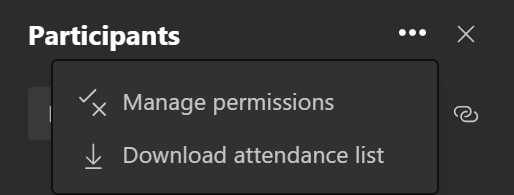 Participants
Manage permissions
Download attendance list